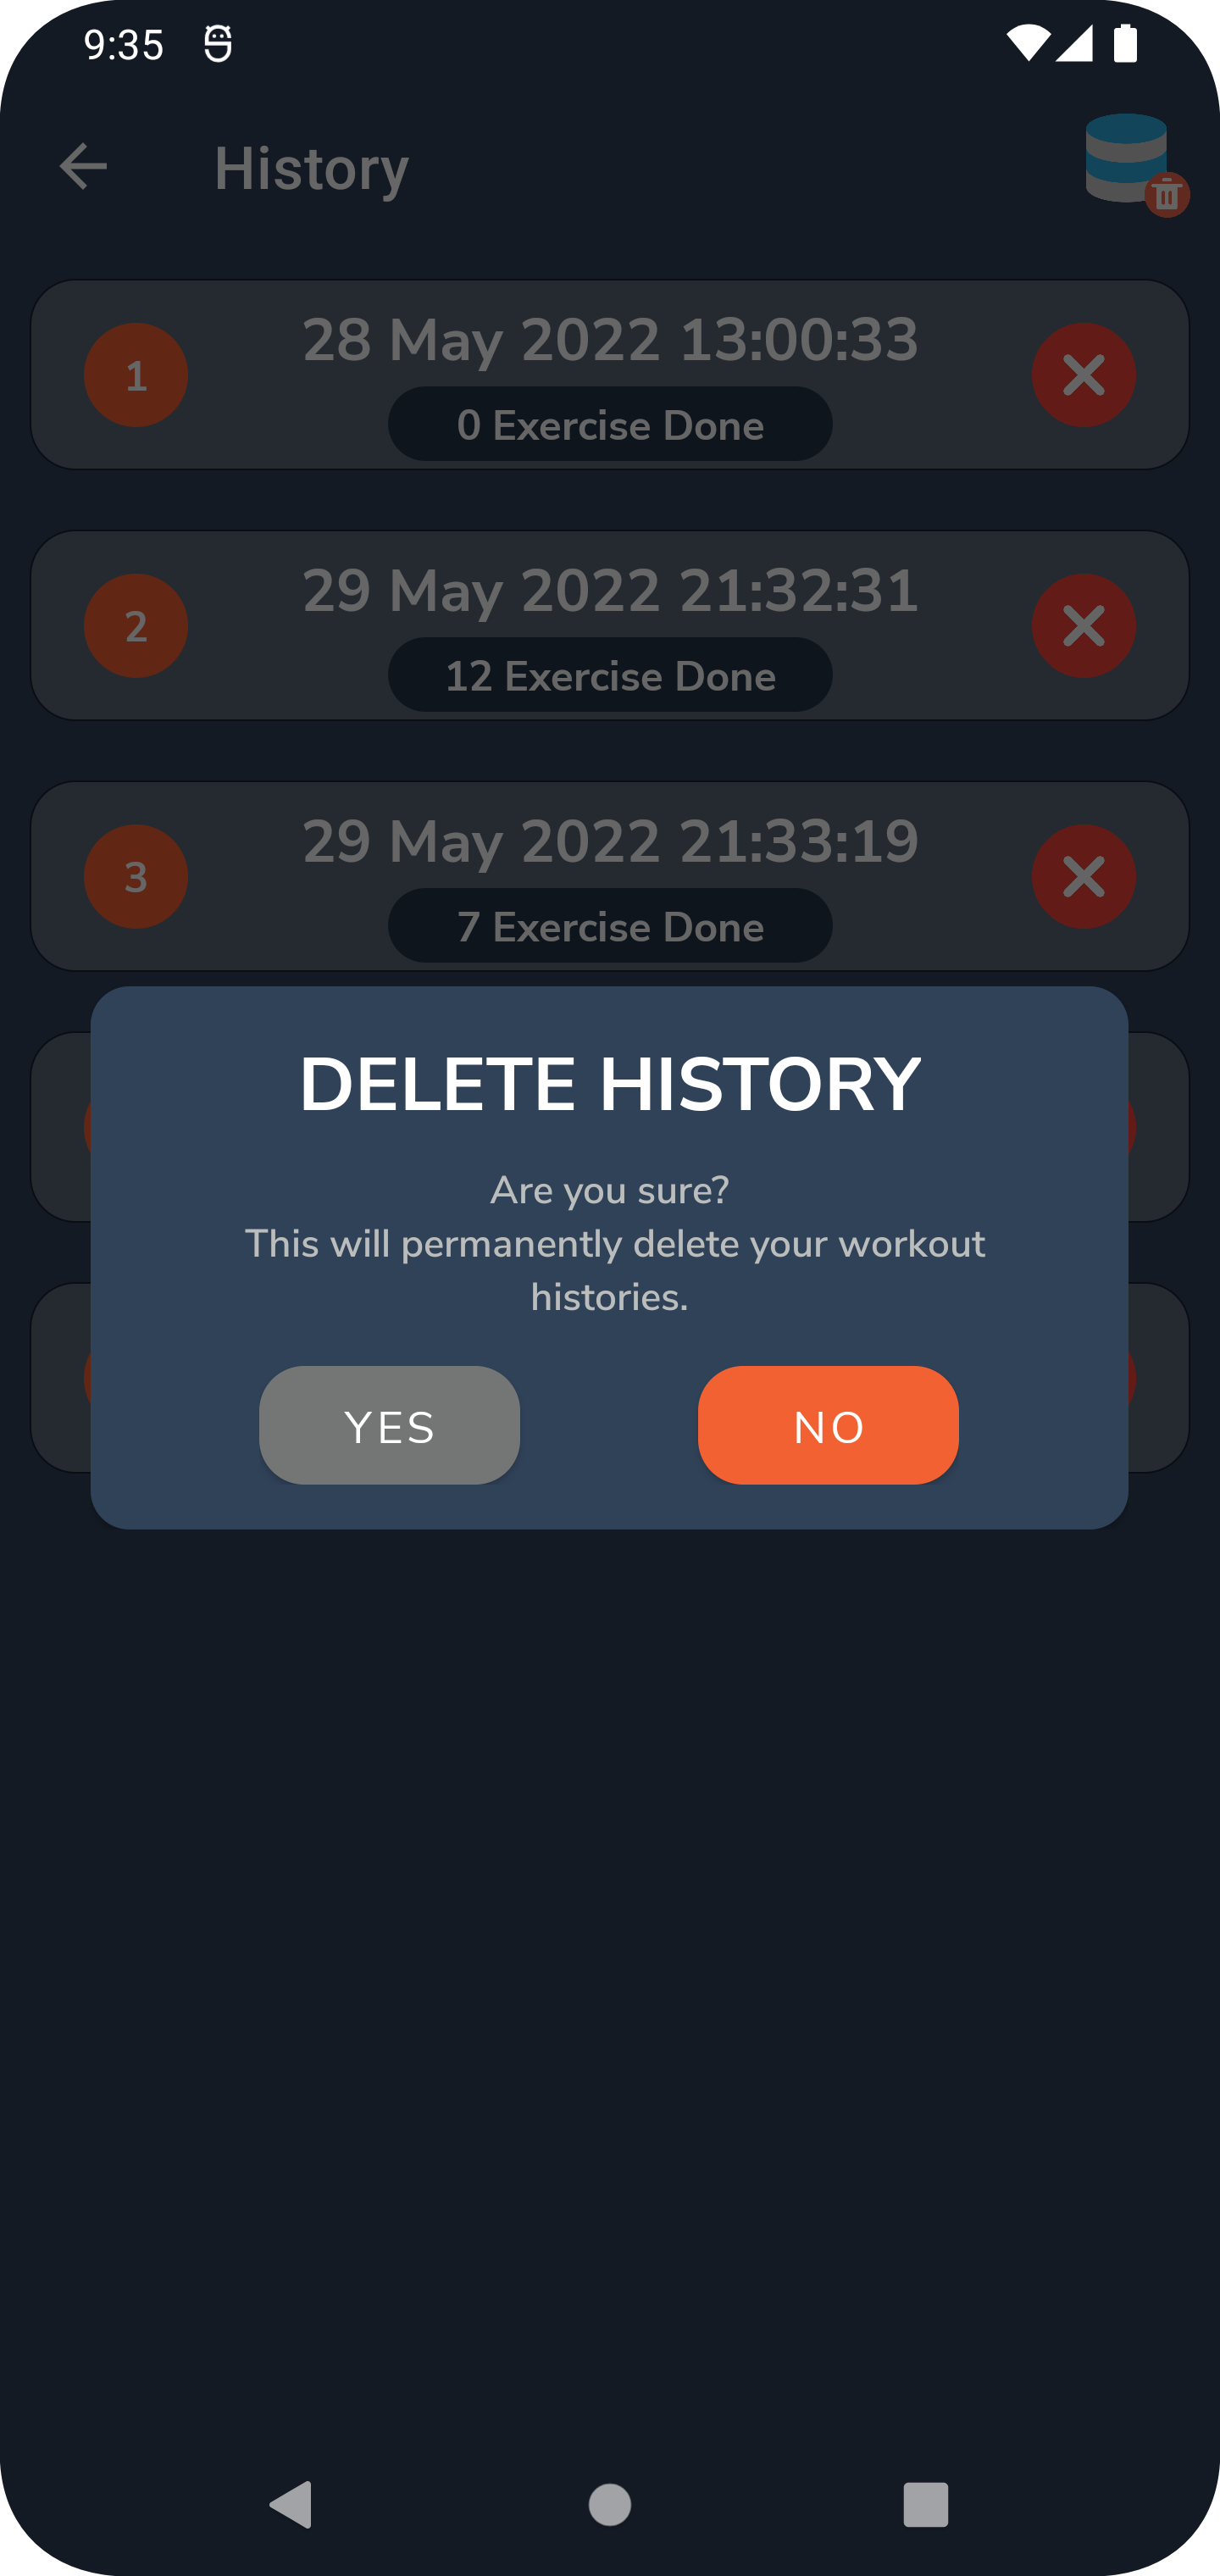 9:35
History
1
28 May 2022 13:00:33
0 Exercise Done
2
29 May 2022 21:32:31
12 Exercise Done
3
29 May 2022 21:33:19
7 Exercise Done
DELETE HISTORY
Are you sure?
This will permanently delete your workout
histories.
YES
NO